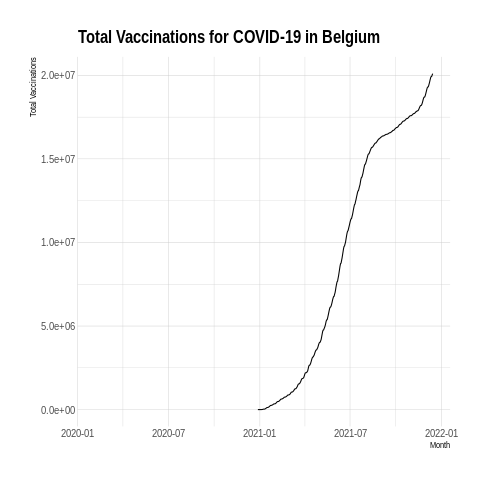 Total Vaccinations for COVID-19 in Belgium
Total Vaccinations
2.0e+07
1.5e+07
1.0e+07
5.0e+06
0.0e+00
2020-01 2020-07 2021-01 2021-07 2022-01
Month